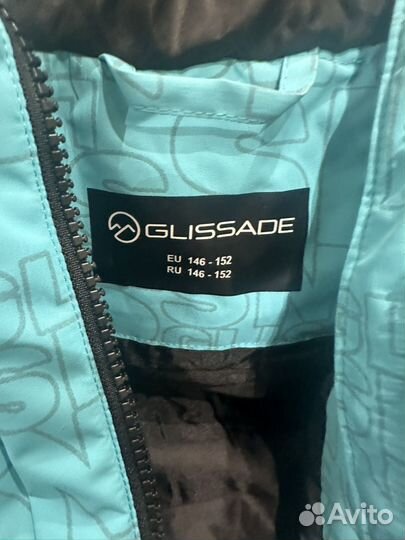 GLISSADE
EU 146 - 152
RU 146 - 152
Avito